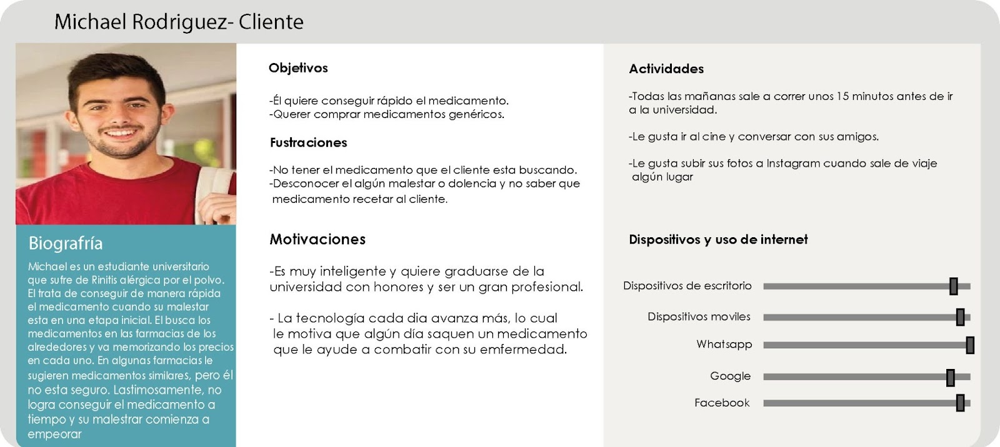 Michael Rodriguez- Cliente
Biografría
Michael es un estudiante universitario
que sufre de Rinitis alérgica por el polvo.
El trata de conseguir de manera rápida
el medicamento cuando su malestar
esta en una etapa inicial. El busca los
medicamentos en las farmacias de los
alrededores y va memorizando los precios
en cada uno. En algunas farmacias le
sugieren medicamentos similares, pero él
no esta seguro. Lastimosamente, no
logra conseguir el medicamento a
tiempo y su malestrar comienza a
empeorar
Objetivos
-Él quiere conseguir rápido el medicamento.
-Querer comprar medicamentos genéricos.
Fustraciones
-No tener el medicamento que el cliente esta buscando.
-Desconocer el algún malestar o dolencia y no saber que
medicamento recetar al cliente.
Motivaciones
-Es muy inteligente y quiere graduarse de la
universidad con honores y ser un gran profesional.
- La tecnología cada dia avanza más, lo cual
le motiva que algún día saquen un medicamento
que le ayude a combatir con su emfermedad.
Actividades
-Todas las mañanas sale a correr unos 15 minutos antes de ir
a la universidad.
-Le gusta ir al cine y conversar con sus amigos.
-Le gusta subir sus fotos a Instagram cuando sale de viaje
algún lugar
Dispositivos y uso de internet
Dispositivos de escritorio
Dispositivos moviles
Whatsapp
Google
Facebook